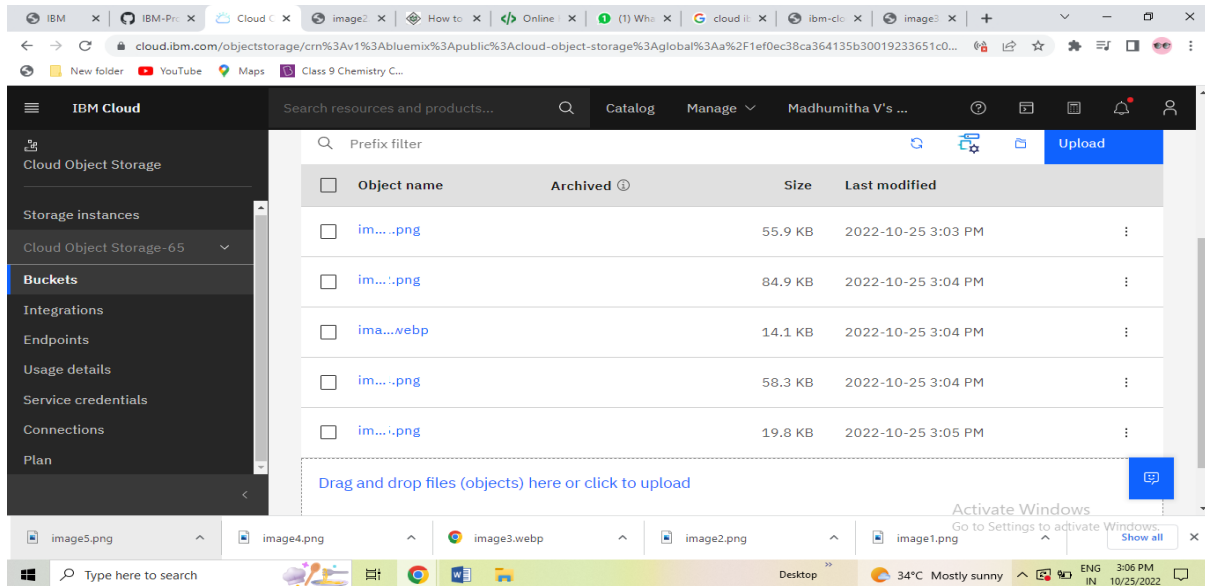 IBM
IBM-Pro
Cloud C
image2.
How to
Online I
(1) Wha
cloud ib
ibm-clo
image3
cloud.ibm.com/objectstorage/crn%3Av1%3Abluemix%3Apublic%3Acloud-object-storage%3Aglobal%3Aa%2F1ef0ec38ca364135b30019233651c0...
New folder YouTube Maps Class 9 Chemistry C...
IBM Cloud Search resources and products... Catalog Manage Madhumitha V's ...
Cloud Object Storage
Storage instances
Cloud Object Storage-65
Buckets
Integrations
Endpoints
Usage details
Service credentials
Connections
Plan
Prefix filter Upload
Object name Archived Size Last modified
im... .png 55.9 KB 2022-10-25 3:03 PM
im... .png 84.9 KB 2022-10-25 3:04 PM
ima... webp 14.1 KB 2022-10-25 3:04 PM
im... .png 58.3 KB 2022-10-25 3:04 PM
im... .png 19.8 KB 2022-10-25 3:05 PM
Drag and drop files (objects) here or click to upload
Activate Windows
Go to Settings to activate Windows.
image5.png image4.png image3.webp image2.png image1.png Show all
Type here to search Desktop 34°C Mostly sunny ENG 3:06 PM
IN 10/25/2022